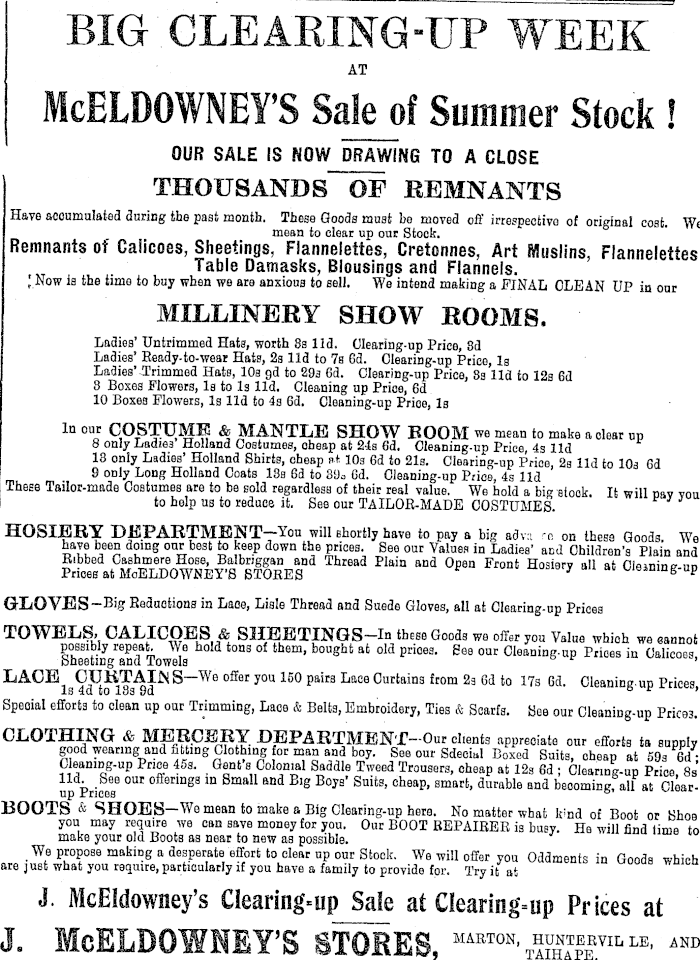 BIG CLEARING-UP WEEK
AT
McELDOWNEY'S Sale of Summer Stock !
OUR SALE IS NOW DRAWING TO A CLOSE
THOUSANDS OF REMNANTS
Have accumulated during the past month. These Goods must be moved off irrespective of original cost. We
mean to clear up our Stock.
Remnants of Calicoes, Sheetings, Flannelettes, Cretonnes, Art Muslins, Flannelettes
Table Damasks, Blousings and Flannels.
Now is the time to buy when we are anxious to sell. We intend making a FINAL CLEAN UP in our
MILLINERY SHOW ROOMS.
Ladies' Untrimmed Hats, worth 3s 11d. Clearing-up Price, 3d
Ladies' Ready-to-wear Hats, 2s 11d to 7s 6d. Clearing-up Price, 1s
Ladies' Trimmed Hats, 10s 9d to 29s 6d. Clearing-up Price, 3s 11d to 12s 6d
3 Boxes Flowers, 1s to 1s 11d. Cleaning up Price, 6d
10 Boxes Flowers, 1s 11d to 4s 6d. Cleaning-up Price, 1s
In our COSTUME & MANTLE SHOW ROOM we mean to make a clear up
8 only Ladies' Holland Costumes, cheap at 24s 6d. Cleaning-up Price, 4s 11d
13 only Ladies' Holland Shirts, cheap at 10s 6d to 21s. Clearing-up Price, 2s 11d to 10s 6d
9 only Long Holland Coats 13s 6d to 39s 6d. Cleaning-up Price, 4s 11d
These Tailor-made Costumes are to be sold regardless of their real value. We hold a big stock. It will pay you
to help us to reduce it. See our TAILOR-MADE COSTUMES.
HOSIERY DEPARTMENT—You will shortly have to pay a big on these Goods. We
have been doing our best to keep down the prices. See our Values in Ladies' and Children's Plain and
Ribbed Cashmere Hose, Balbriggan and Thread Plain and Open Front Hosiery all at Cleaning-up
Prices at McELDOWNEY'S STORES
GLOVES—Big Reductions in Lace, Lisle Thread and Suede Gloves, all at Clearing-up Prices
TOWELS, CALICOES & SHEETINGS—In these Goods we offer you Value which we cannot
possibly repeat. We hold tons of them, bought at old prices. See our Cleaning-up Prices in Calicoes,
Sheeting and Towels
LACE CURTAINS—We offer you 150 pairs Lace Curtains from 2s 6d to 17s 6d. Cleaning-up Prices,
1s 4d to 13s 9d
Special efforts to clean up our Trimming, Lace & Belts, Embroidery, Ties & Scarfs. See our Cleaning-up Prices.
CLOTHING & MERCERY DEPARTMENT—Our clients appreciate our efforts to supply
good wearing and fitting Clothing for man and boy. See our Sdecial Boxed Suits, cheap at 59s 6d;
Cleaning-up Price 45s. Gent's Colonial Saddle Tweed Trousers, cheap at 12s 6d; Clearing-up Price, 8s
11d. See our offerings in Small and Big Boys' Suits, cheap, smart, durable and becoming, all at Clear-
up Prices
BOOTS & SHOES—We mean to make a Big Clearing-up here. No matter what kind of Boot or Shoe
you may require we can save money for you. Our BOOT REPAIRER is busy. He will find time to
make your old Boots as near to new as possible.
We propose making a desperate effort to clear up our Stock. We will offer you Oddments in Goods which
are just what you require, particularly if you have a family to provide for. Try it at
J. McEldowney's Clearing-up Sale at Clearing-up Prices at
J. McELDOWNEY'S STORES, MARTON, HUNTERVILLE, AND
TAIHAPE.